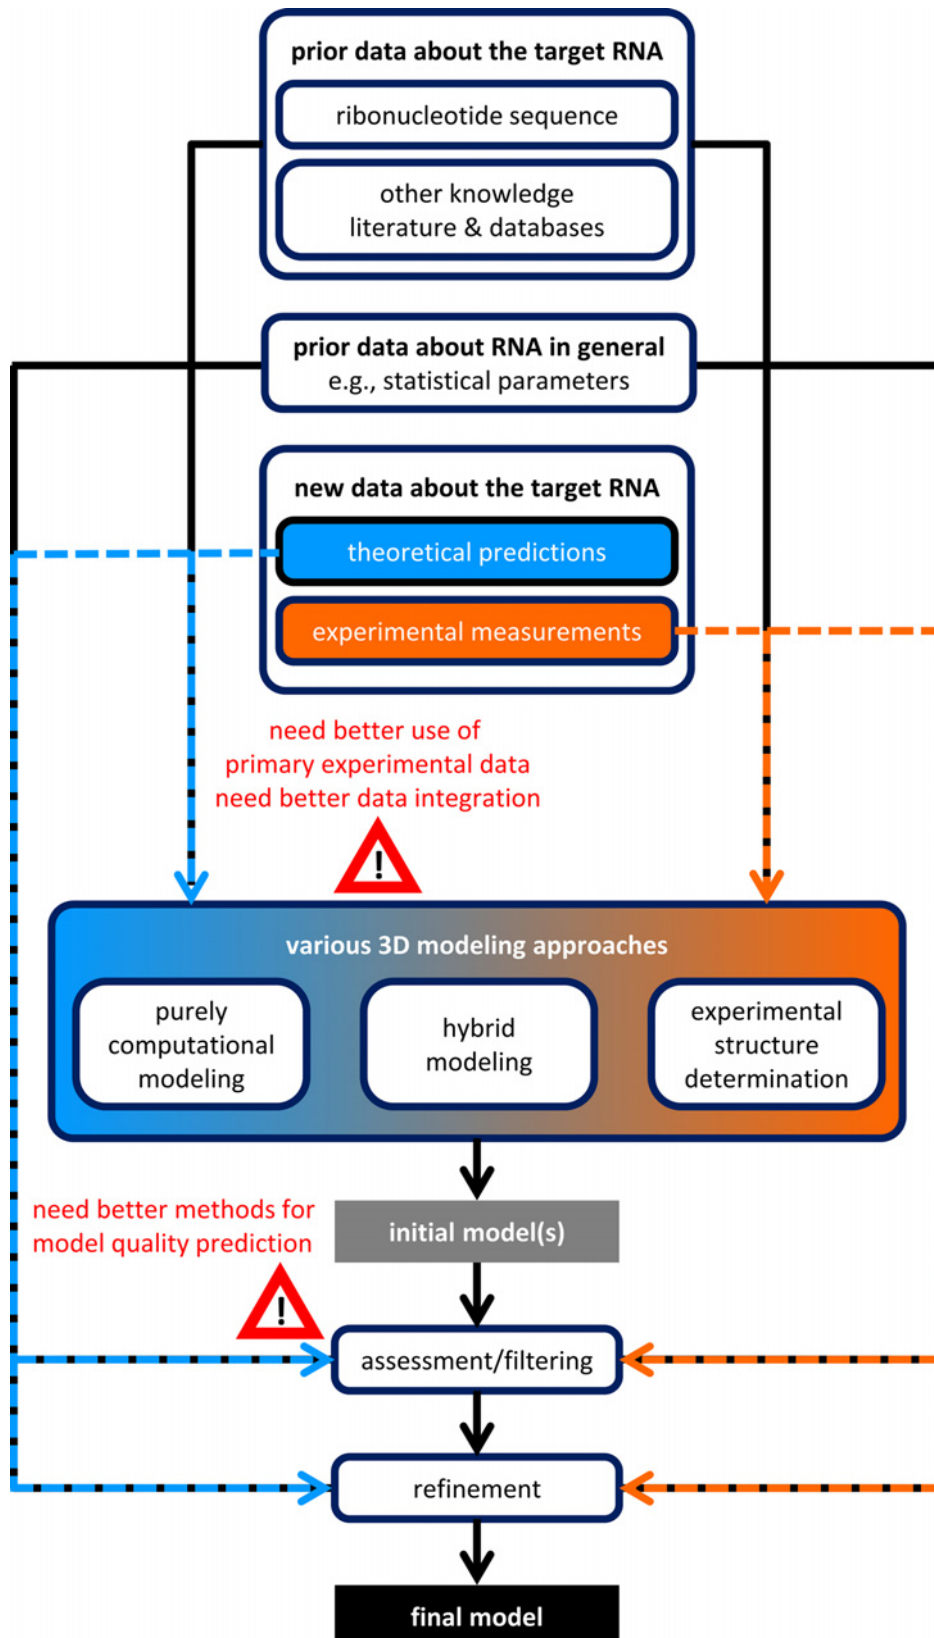 prior data about the target RNA
ribonucleotide sequence
other knowledge
literature & databases
prior data about RNA in general
e.g., statistical parameters
new data about the target RNA
theoretical predictions
experimental measurements
need better use of
primary experimental data
need better data integration
!
various 3D modeling approaches
purely
computational
modeling
hybrid
modeling
experimental
structure
determination
initial model(s)
need better methods for
model quality prediction
!
assessment/filtering
refinement
final model